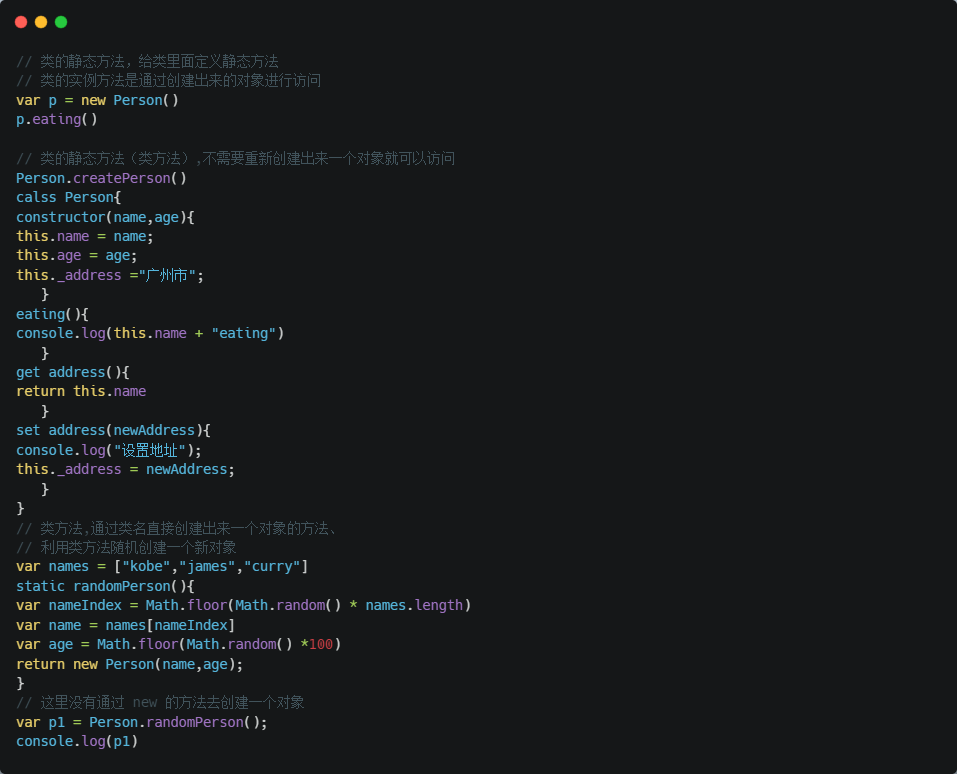 // 类的静态方法，给类里面定义静态方法
// 类的实例方法是通过创建出来的对象进行访问
var p = new Person()
p.eating()
// 类的静态方法（类方法）,不需要重新创建出来一个对象就可以访问
Person.createPerson()
calss Person{
constructor(name,age){
this.name = name;
this.age = age;
this._address ="广州市";
}
eating(){
console.log(this.name + "eating")
}
get address(){
return this.name
}
set address(newAddress){
console.log("设置地址");
this._address = newAddress;
}
}
// 类方法,通过类名直接创建出来一个对象的方法、
// 利用类方法随机创建一个新对象
var names = ["kobe","james","curry"]
static randomPerson(){
var nameIndex = Math.floor(Math.random() * names.length)
var name = names[nameIndex]
var age = Math.floor(Math.random() *100)
return new Person(name,age);
}
// 这里没有通过 new 的方法去创建一个对象
var p1 = Person.randomPerson();
console.log(p1)